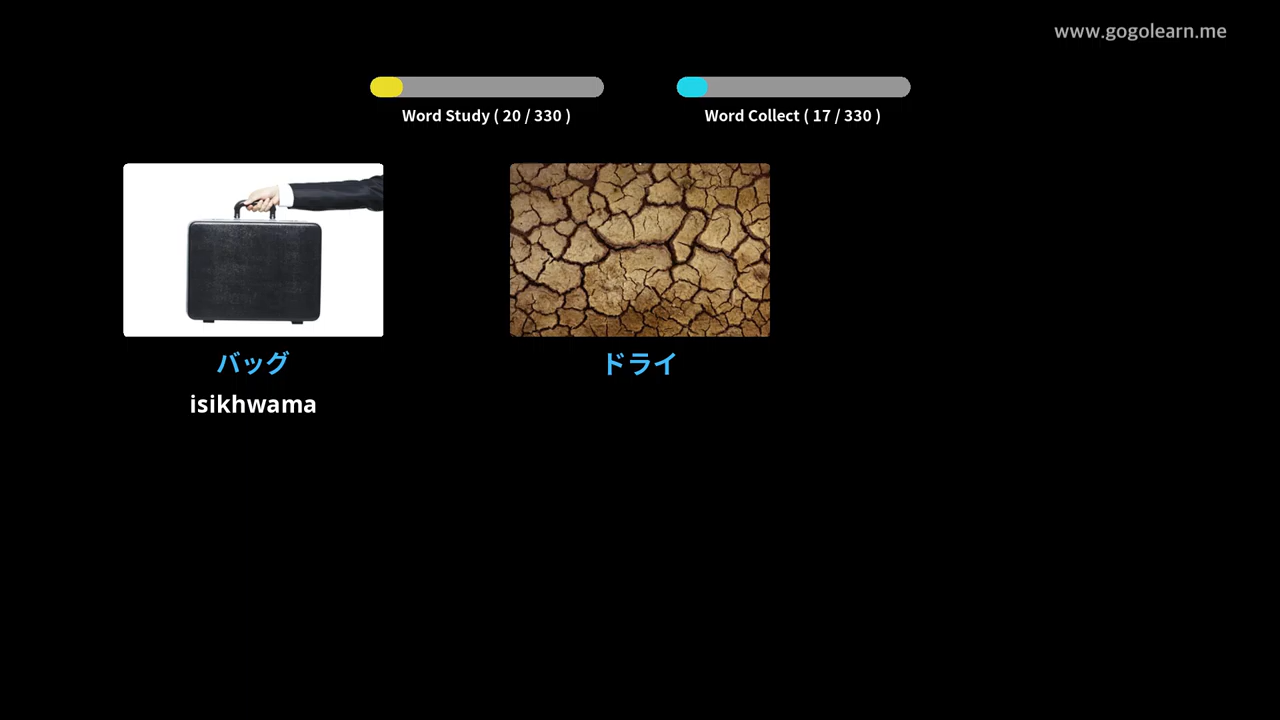 www.gogolearn.me
Word Study ( 20 / 330 )
Word Collect ( 17 / 330 )
バッグ
ドライ
isikhwama